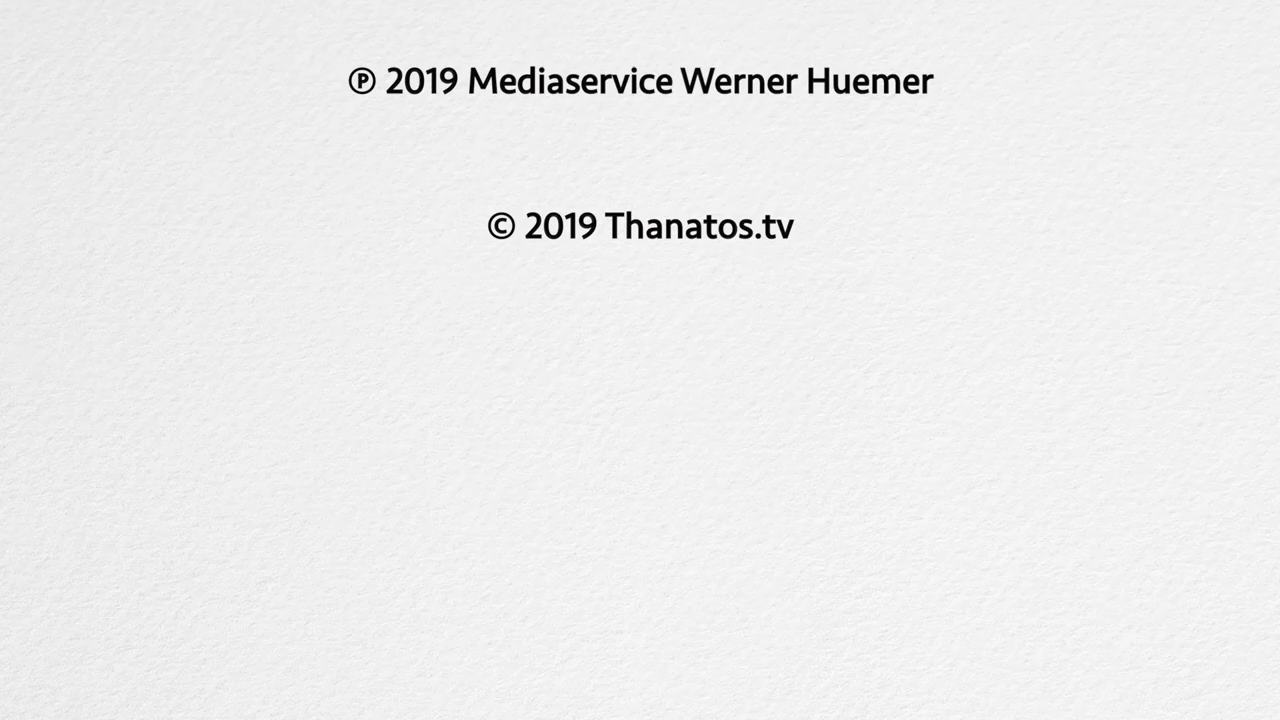 ℗ 2019 Mediaservice Werner Huemer
© 2019 Thanatos.tv